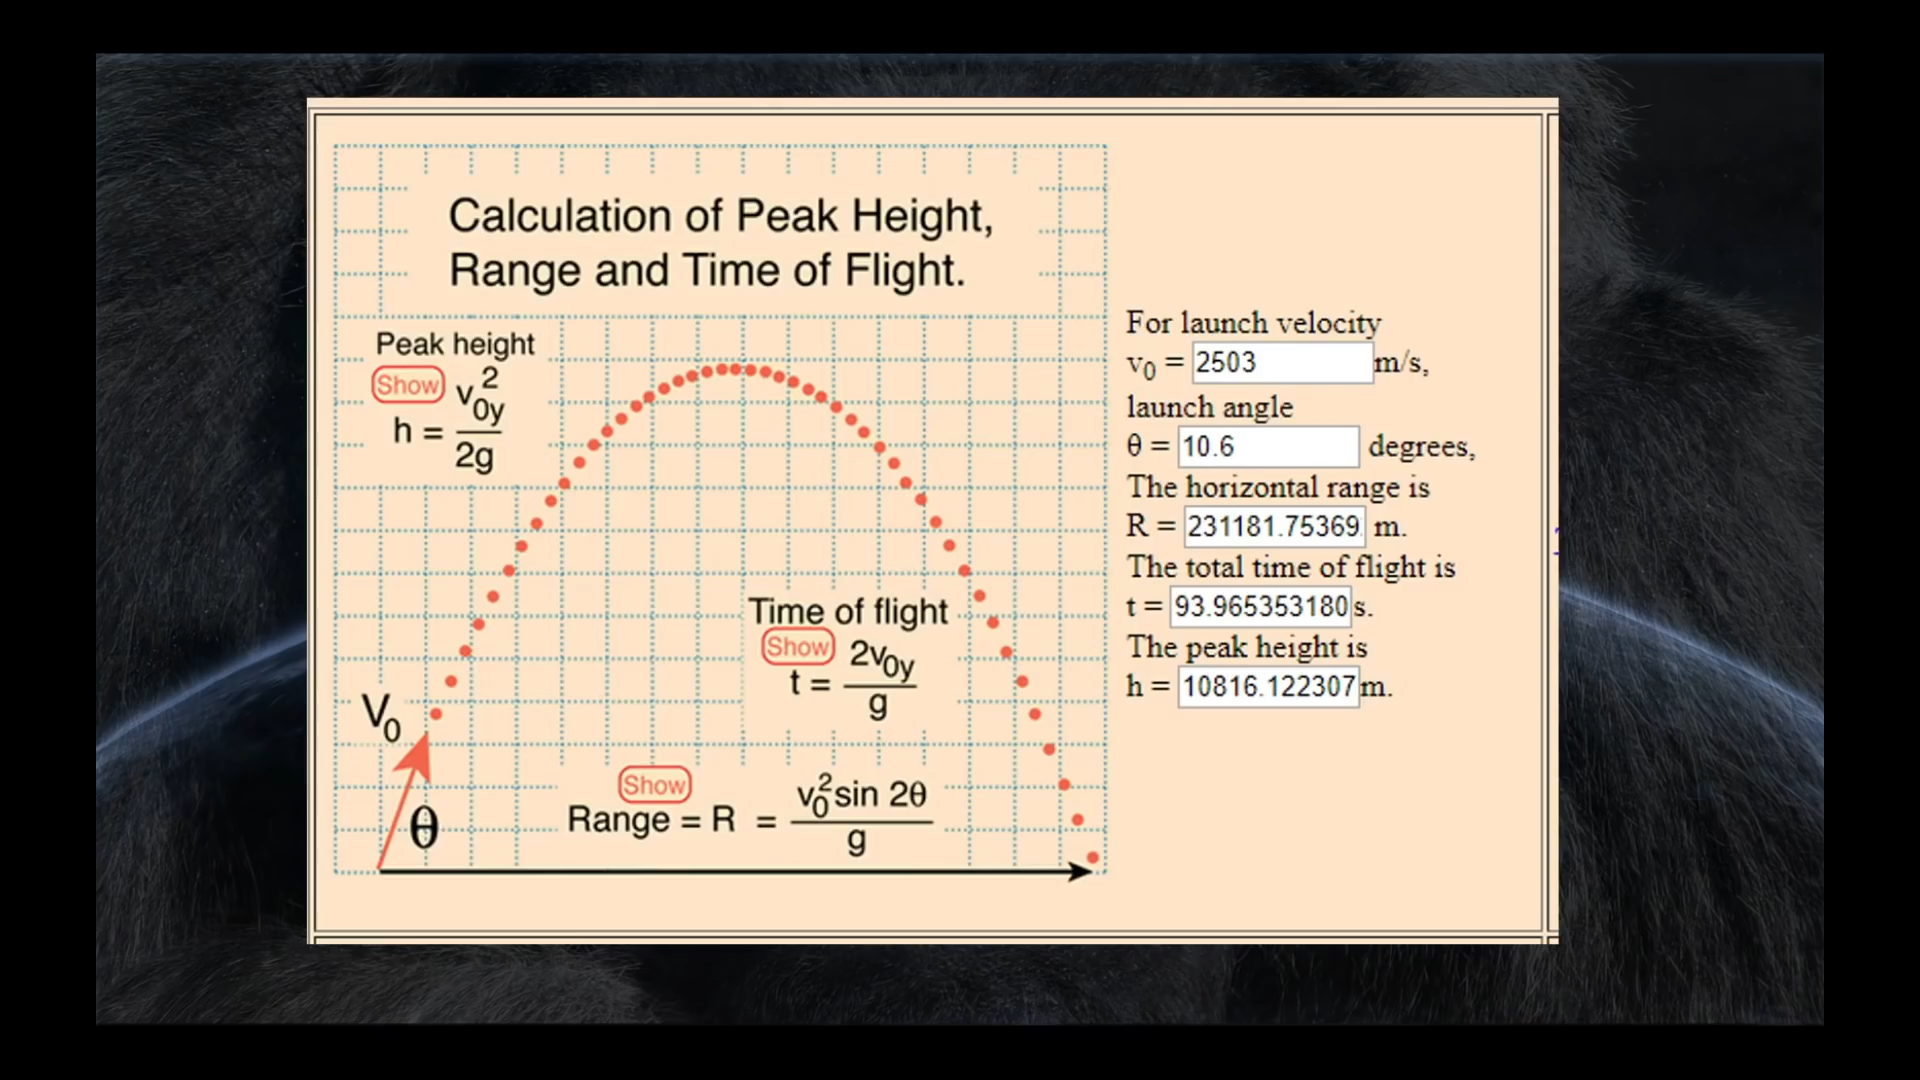 Calculation of Peak Height,
Range and Time of Flight.
Peak height
Show
h = v₀y² / 2g
V₀
θ
Time of flight
Show
t = 2v₀y / g
Show
Range = R = v₀² sin 2θ / g
For launch velocity
v₀ = 2503 m/s,
launch angle
θ = 10.6 degrees,
The horizontal range is
R = 231181.75369 m.
The total time of flight is
t = 93.965353180 s.
The peak height is
h = 10816.122307 m.